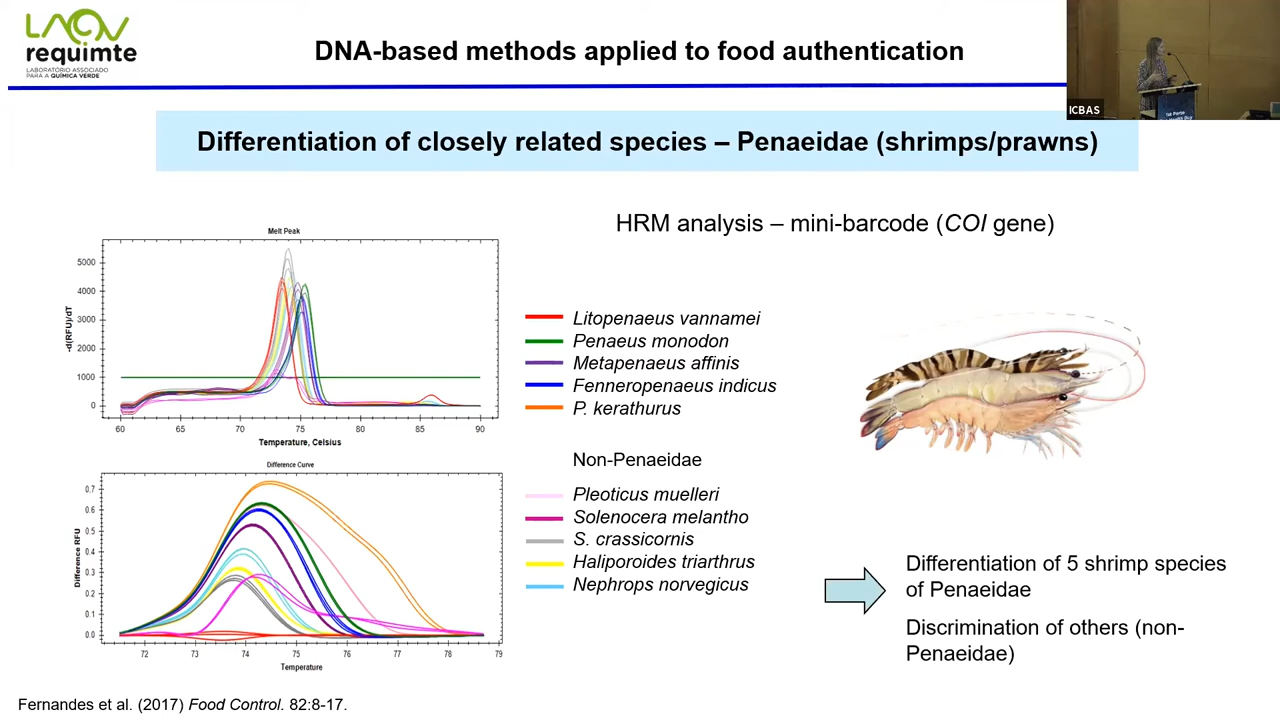 LAQV
requimte
LABORATÓRIO ASSOCIADO
PARA A QUÍMICA VERDE
DNA-based methods applied to food authentication
ICBAS
Differentiation of closely related species – Penaeidae (shrimps/prawns)
HRM analysis – mini-barcode (COI gene)
Melt Peak
-d(RFU)/dT
5000
4000
3000
2000
1000
0
60 65 70 75 80 85 90
Temperature, Celsius
Litopenaeus vannamei
Penaeus monodon
Metapenaeus affinis
Fenneropenaeus indicus
P. kerathurus
Non-Penaeidae
Pleoticus muelleri
Solenocera melantho
S. crassicornis
Haliporoides triarthrus
Nephrops norvegicus
Difference Curve
Difference RFU
0.7
0.6
0.5
0.4
0.3
0.2
0.1
0.0
72 73 74 75 76 77 78 79
Temperature
Differentiation of 5 shrimp species
of Penaeidae
Discrimination of others (non-
Penaeidae)
Fernandes et al. (2017) Food Control. 82:8-17.